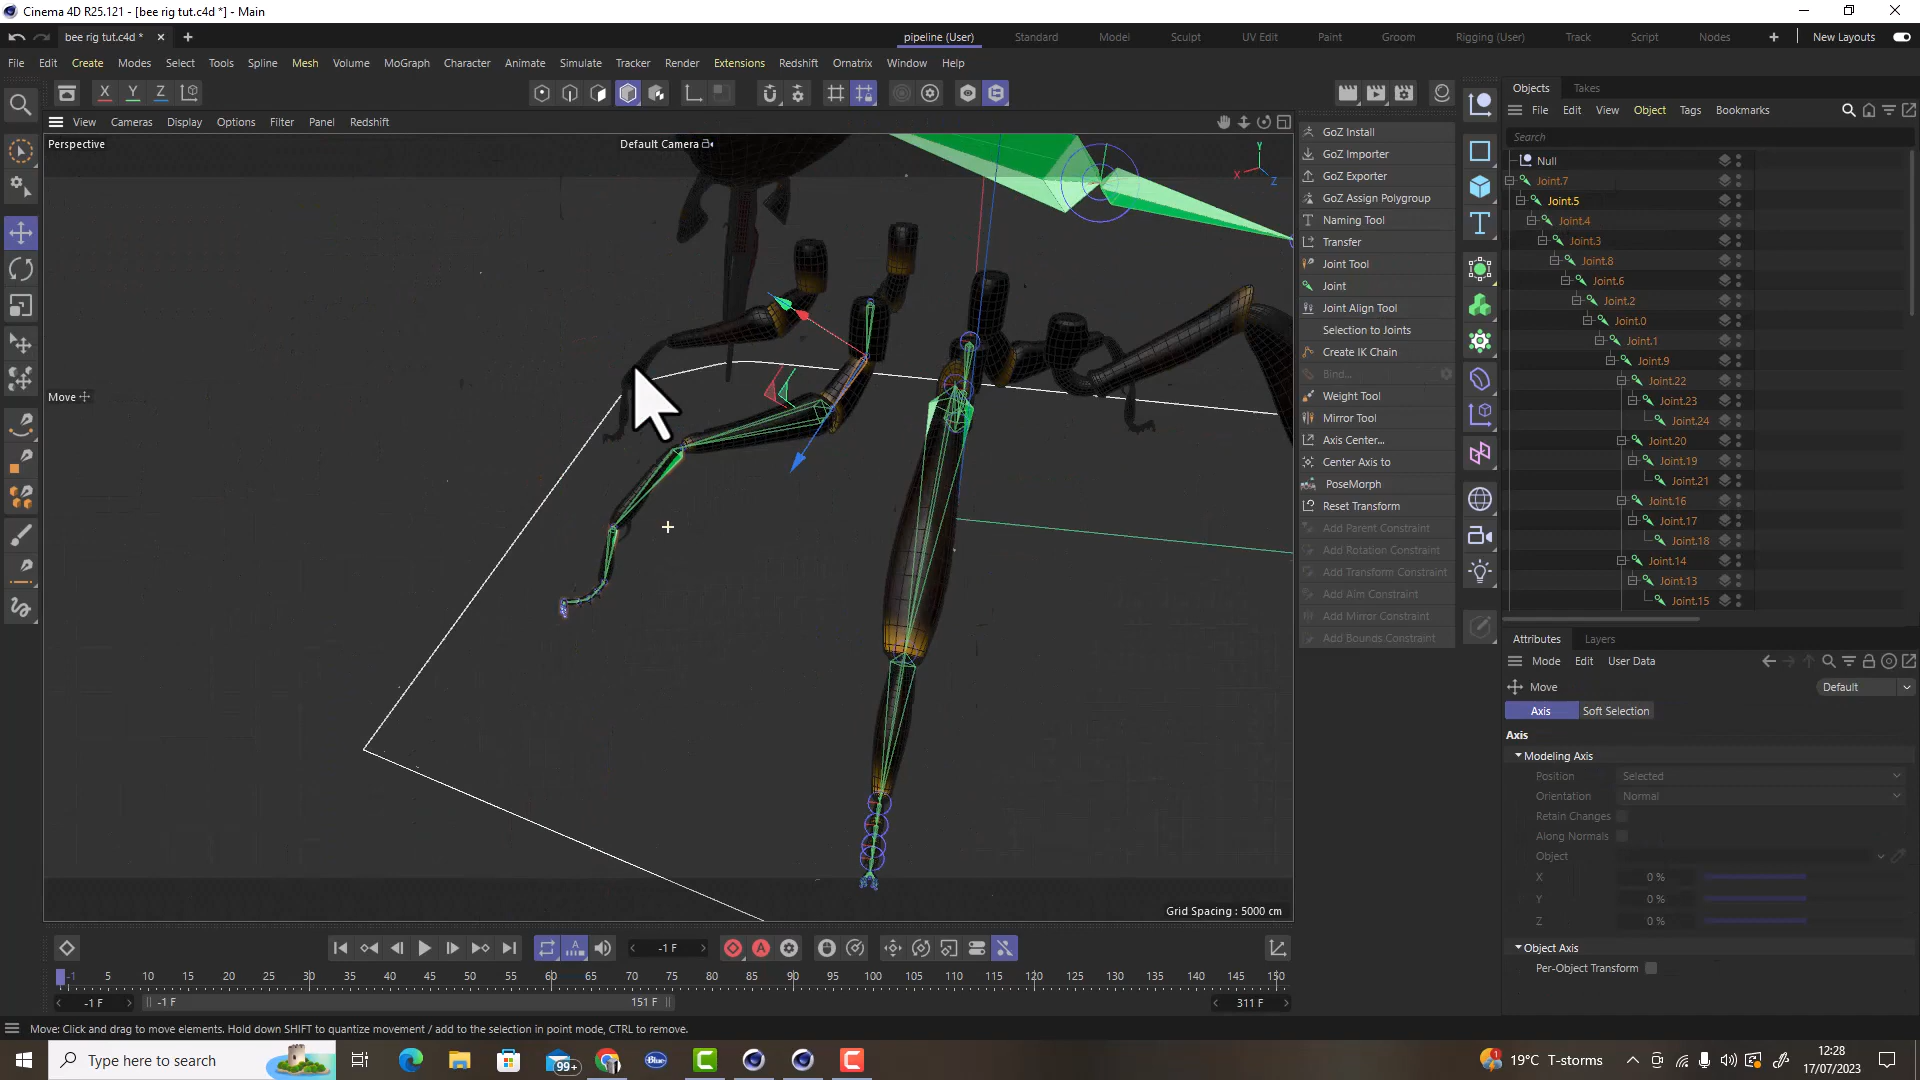 Cinema 4D R25.121 - [bee rig tut.c4d *] - Main
bee rig tut.c4d *
pipeline (User)
Standard
Model
Sculpt
UV Edit
Paint
Groom
Rigging (User)
Track
Script
Nodes
New Layouts
File Edit Create Modes Select Tools Spline Mesh Volume MoGraph Character Animate Simulate Tracker Render Extensions Redshift Ornatrix Window Help
X Y Z
View Cameras Options Display Filter Panel Redshift
Perspective
Default Camera
Y
X
Z
Move
Grid Spacing : 5000 cm
GoZ Install
GoZ Importer
GoZ Exporter
GoZ Assign Polygroup
Naming Tool
Transfer
Joint Tool
Joint
Joint Align Tool
Selection to Joints
Create IK Chain
Bind...
Weight Tool
Mirror Tool
Axis Center...
Center Axis to
PoseMorph
Reset Transform
Add Parent Constraint
Add Rotation Constraint
Add Transform Constraint
Add Aim Constraint
Add Mirror Constraint
Add Bounds Constraint
Objects Takes
File Edit View Object Tags Bookmarks
Search
Null
Joint.7
Joint.5
Joint.4
Joint.3
Joint.8
Joint.6
Joint.2
Joint.0
Joint.1
Joint.9
Joint.22
Joint.23
Joint.24
Joint.20
Joint.19
Joint.21
Joint.16
Joint.17
Joint.18
Joint.14
Joint.13
Joint.15
Attributes Layers
Mode Edit User Data
Move
Default
Axis Soft Selection
Axis
Modeling Axis
Position Selected
Orientation Normal
Retain Changes
Along Normals
Object
X 0 %
Y 0 %
Z 0 %
Object Axis
Per-Object Transform
-1 F
-1 5 10 15 20 25 30 35 40 45 50 55 60 65 70 75 80 85 90 95 100 105 110 115 120 125 130 135 140 145 150
-1 F
-1 F
151 F
311 F
Move: Click and drag to move elements. Hold down SHIFT to quantize movement / add to the selection in point mode, CTRL to remove.
Type here to search
99+
19°C T-storms
12:28
17/07/2023